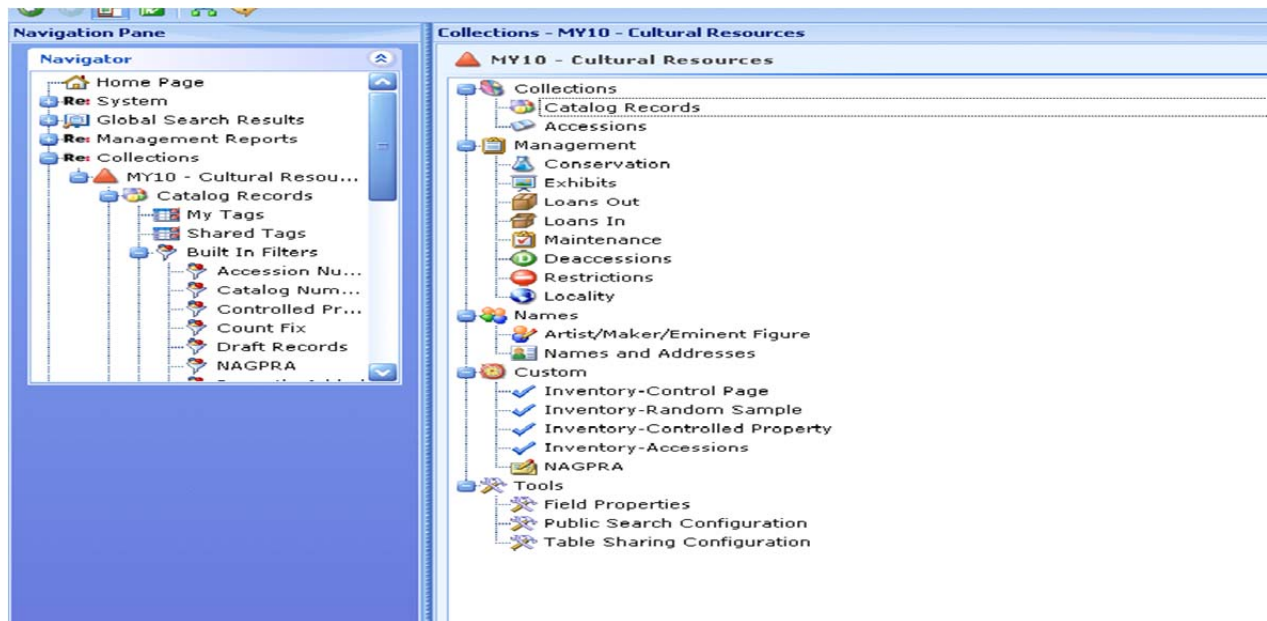 Navigation Pane
Navigator
Home Page
Re: System
Global Search Results
Re: Management Reports
Re: Collections
MY10 - Cultural Resou...
Catalog Records
My Tags
Shared Tags
Built In Filters
Accession Nu...
Catalog Num...
Controlled Pr...
Count Fix
Draft Records
NAGPRA
Collections - MY10 - Cultural Resources
MY10 - Cultural Resources
Collections
Catalog Records
Accessions
Management
Conservation
Exhibits
Loans Out
Loans In
Maintenance
Deaccessions
Restrictions
Locality
Names
Artist/Maker/Eminent Figure
Names and Addresses
Custom
Inventory-Control Page
Inventory-Random Sample
Inventory-Controlled Property
Inventory-Accessions
NAGPRA
Tools
Field Properties
Public Search Configuration
Table Sharing Configuration